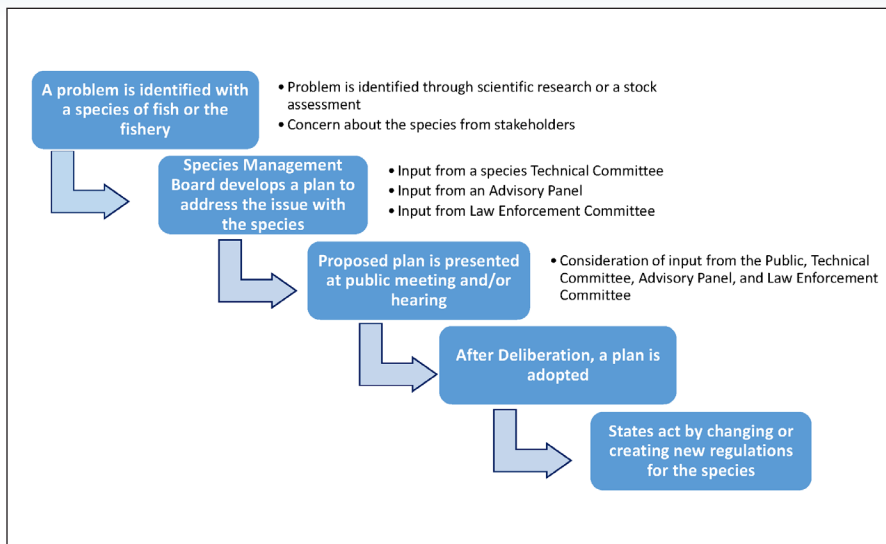 A problem is identified with
a species of fish or the
fishery
• Problem is identified through scientific research or a stock
assessment
• Concern about the species from stakeholders
Species Management
Board develops a plan to
address the issue with
the species
• Input from a species Technical Committee
• Input from an Advisory Panel
• Input from Law Enforcement Committee
Proposed plan is presented
at public meeting and/or
hearing
• Consideration of input from the Public, Technical
Committee, Advisory Panel, and Law Enforcement
Committee
After Deliberation, a plan is
adopted
States act by changing or
creating new regulations
for the species